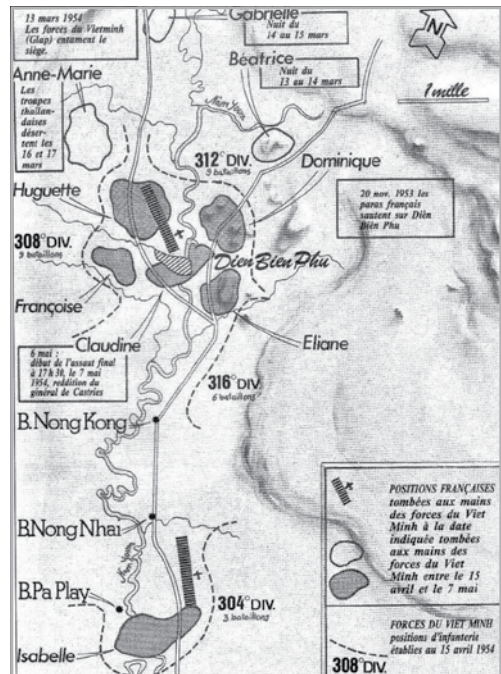 13 mars 1954
Les forces du Vietminh
(Giap) entament le
siège.
Gabrielle
Nuit du
14 au 15 mars
Béatrice
Nuit du
13 au 14 mars
N
1 mille
Anne-Marie
Les
troupes
thaïlan-
daises
déser-
tent les
16 et 17
mars
Nam Yum
312° DIV.
9 bataillons
Dominique
Huguette
20 nov. 1953 les
paras français
sautent sur Diên
Biên Phu
308° DIV.
9 bataillons
Dien Bien Phu
Françoise
Claudine
Eliane
6 mai :
début de l'assaut final
à 17 h 30, le 7 mai
1954, reddition du
général de Castries
316° DIV.
6 bataillons
B.Nong Kong
B.Nong Nhai
B.Pa Play
304° DIV.
3 bataillons
Isabelle
POSITIONS FRANÇAISES
tombées aux mains
des forces du Viet
Minh à la date
indiquée tombées
aux mains des
forces du Viet
Minh entre le 15
avril et le 7 mai
FORCES DU VIET MINH
positions d'infanterie
établies au 15 avril 1954
308° DIV.